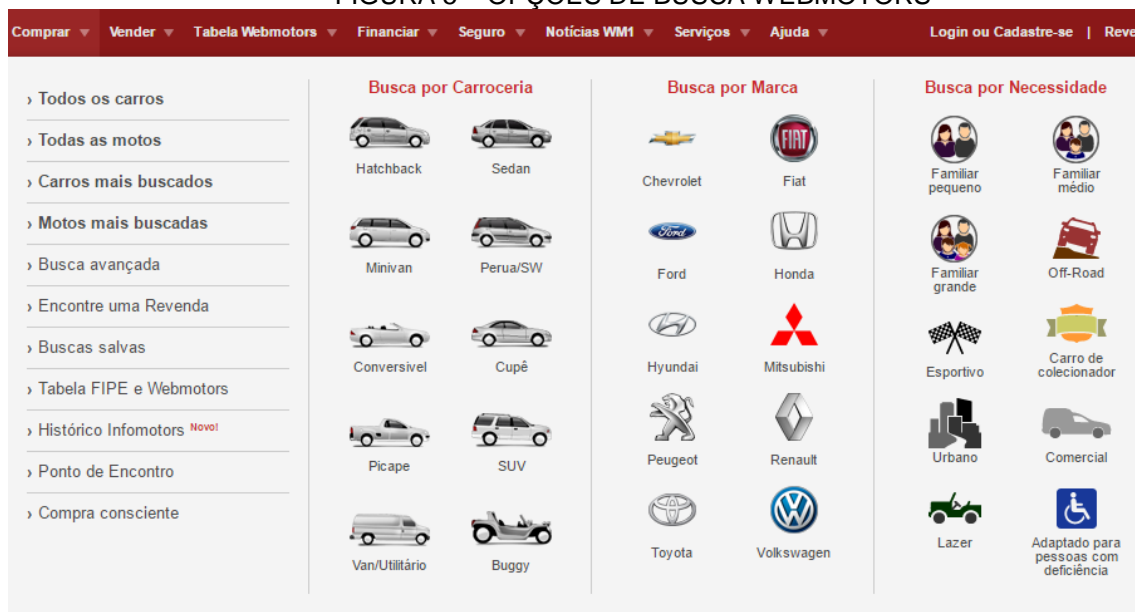 Comprar Vender Tabela Webmotors Financiar Seguro Notícias WM1 Serviços Ajuda Login ou Cadastre-se |
› Todos os carros
› Todas as motos
› Carros mais buscados
› Motos mais buscadas
› Busca avançada
› Encontre uma Revenda
› Buscas salvas
› Tabela FIPE e Webmotors
› Histórico Infomotors Novo!
› Ponto de Encontro
› Compra consciente
Busca por Carroceria
Hatchback Sedan
Minivan Perua/SW
Conversivel Cupê
Picape SUV
Van/Utilitário Buggy
Busca por Marca
FIAT
Chevrolet Fiat
Ford
Ford Honda
Hyundai Mitsubishi
Peugeot Renault
Toyota Volkswagen
Busca por Necessidade
Familiar pequeno
Familiar médio
Familiar grande
Off-Road
Esportivo
Carro de colecionador
Urbano Comercial
Lazer
Adaptado para
pessoas com
deficiência